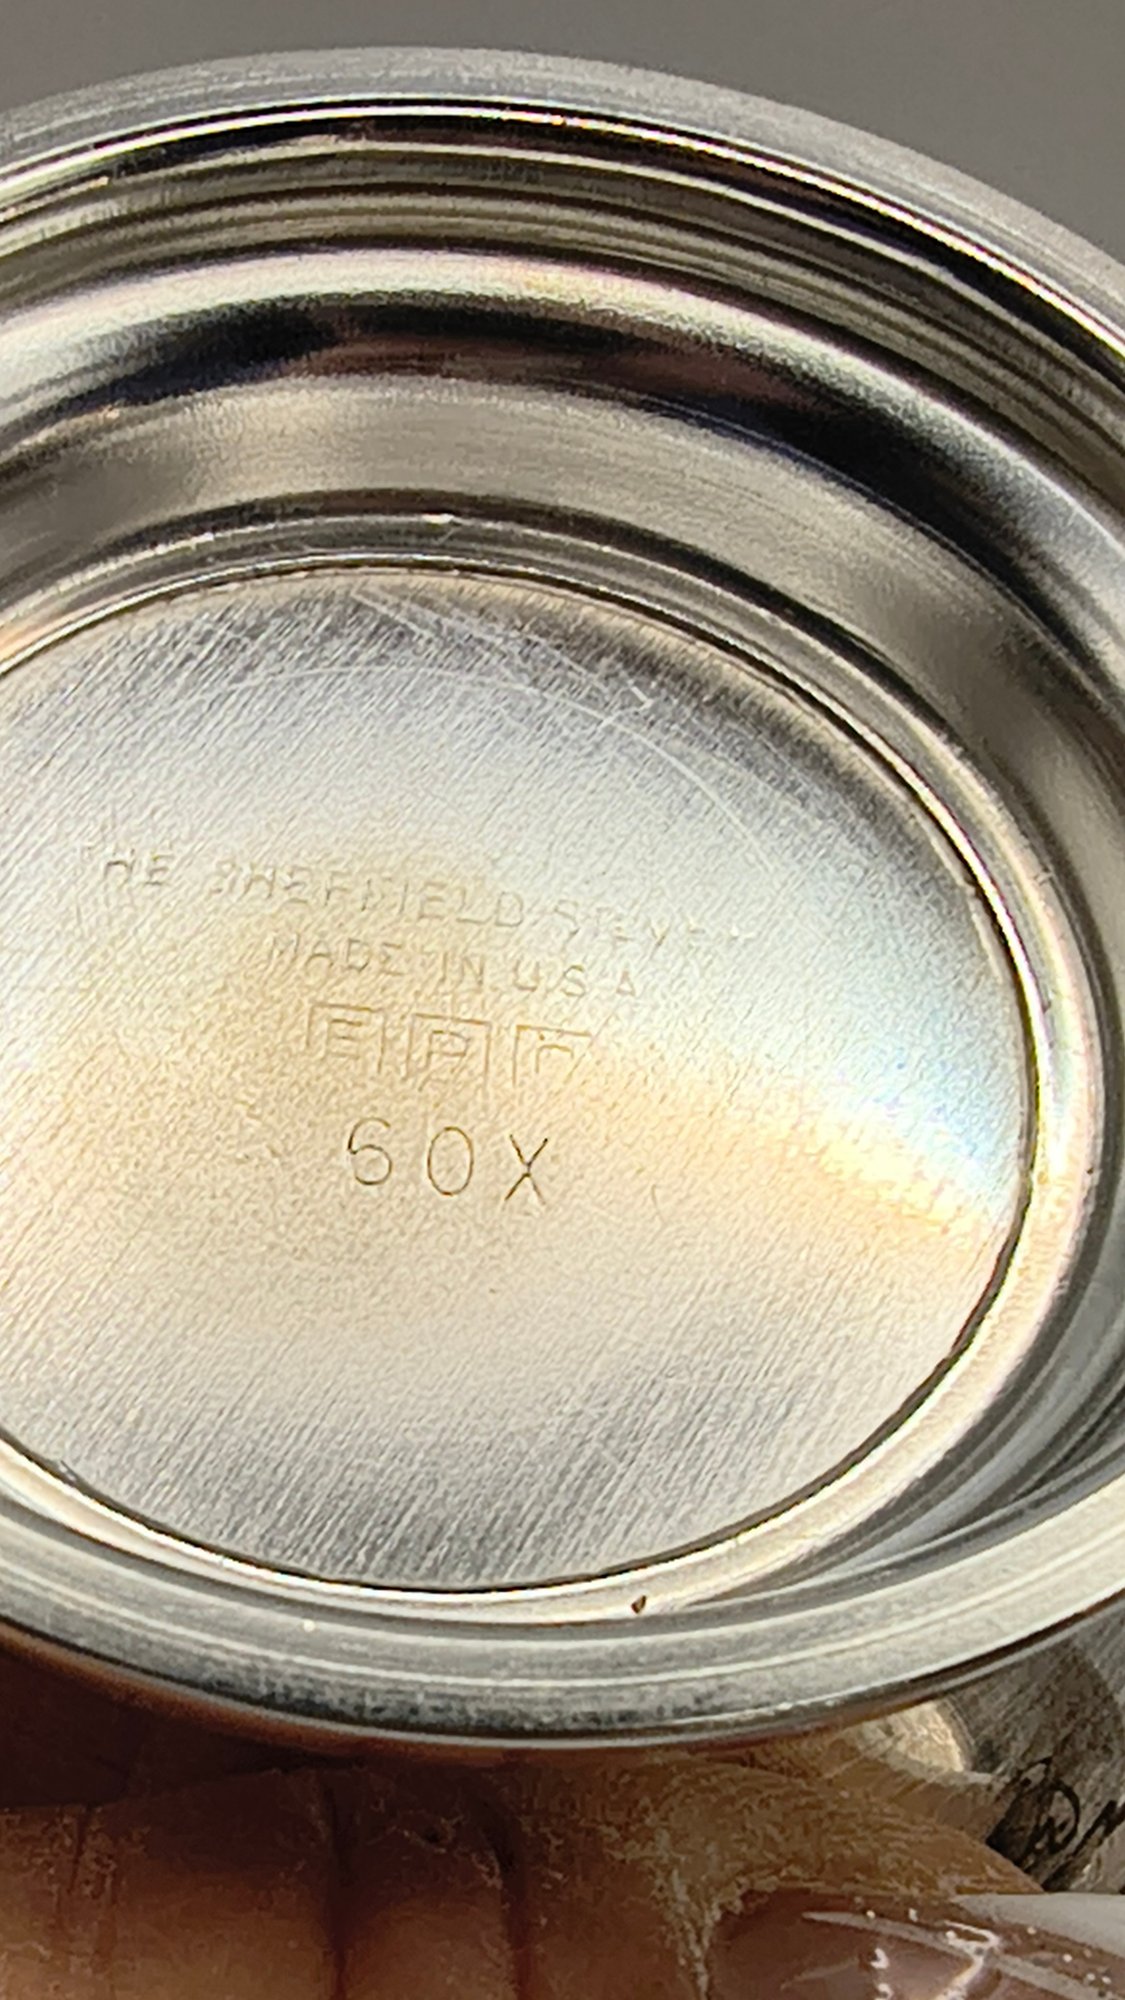 THE SHEFFIELD
MADE IN U.S.A
E P C
60X